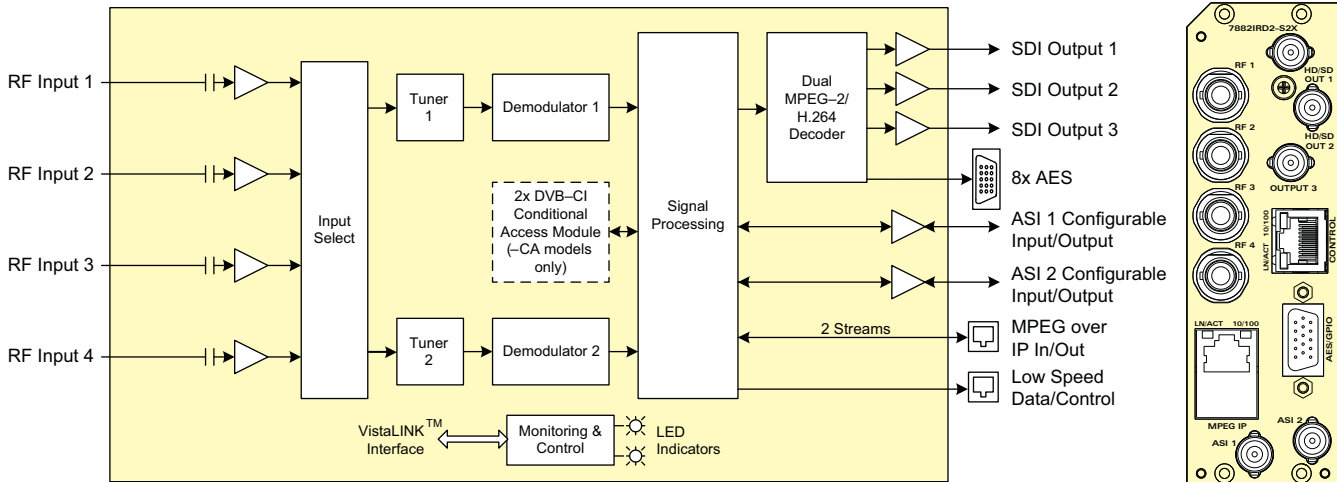 RF Input 1
RF Input 2
RF Input 3
RF Input 4
Input
Select
Tuner
1
Demodulator 1
2x DVB–CI
Conditional
Access Module
(–CA models
only)
Tuner
2
Demodulator 2
Signal
Processing
Dual
MPEG–2/
H.264
Decoder
SDI Output 1
SDI Output 2
SDI Output 3
8x AES
ASI 1 Configurable
Input/Output
ASI 2 Configurable
Input/Output
2 Streams
MPEG over
IP In/Out
Low Speed
Data/Control
VistaLINK™
Interface
Monitoring &
Control
LED
Indicators
7882IRD2–S2X
RF 1
HD/SD
OUT 1
RF 2
HD/SD
OUT 2
RF 3
OUTPUT 3
RF 4
LN/ACT 10/100
CONTROL
LN/ACT 10/100
AES/GPIO
MPEG IP
ASI 1
ASI 2